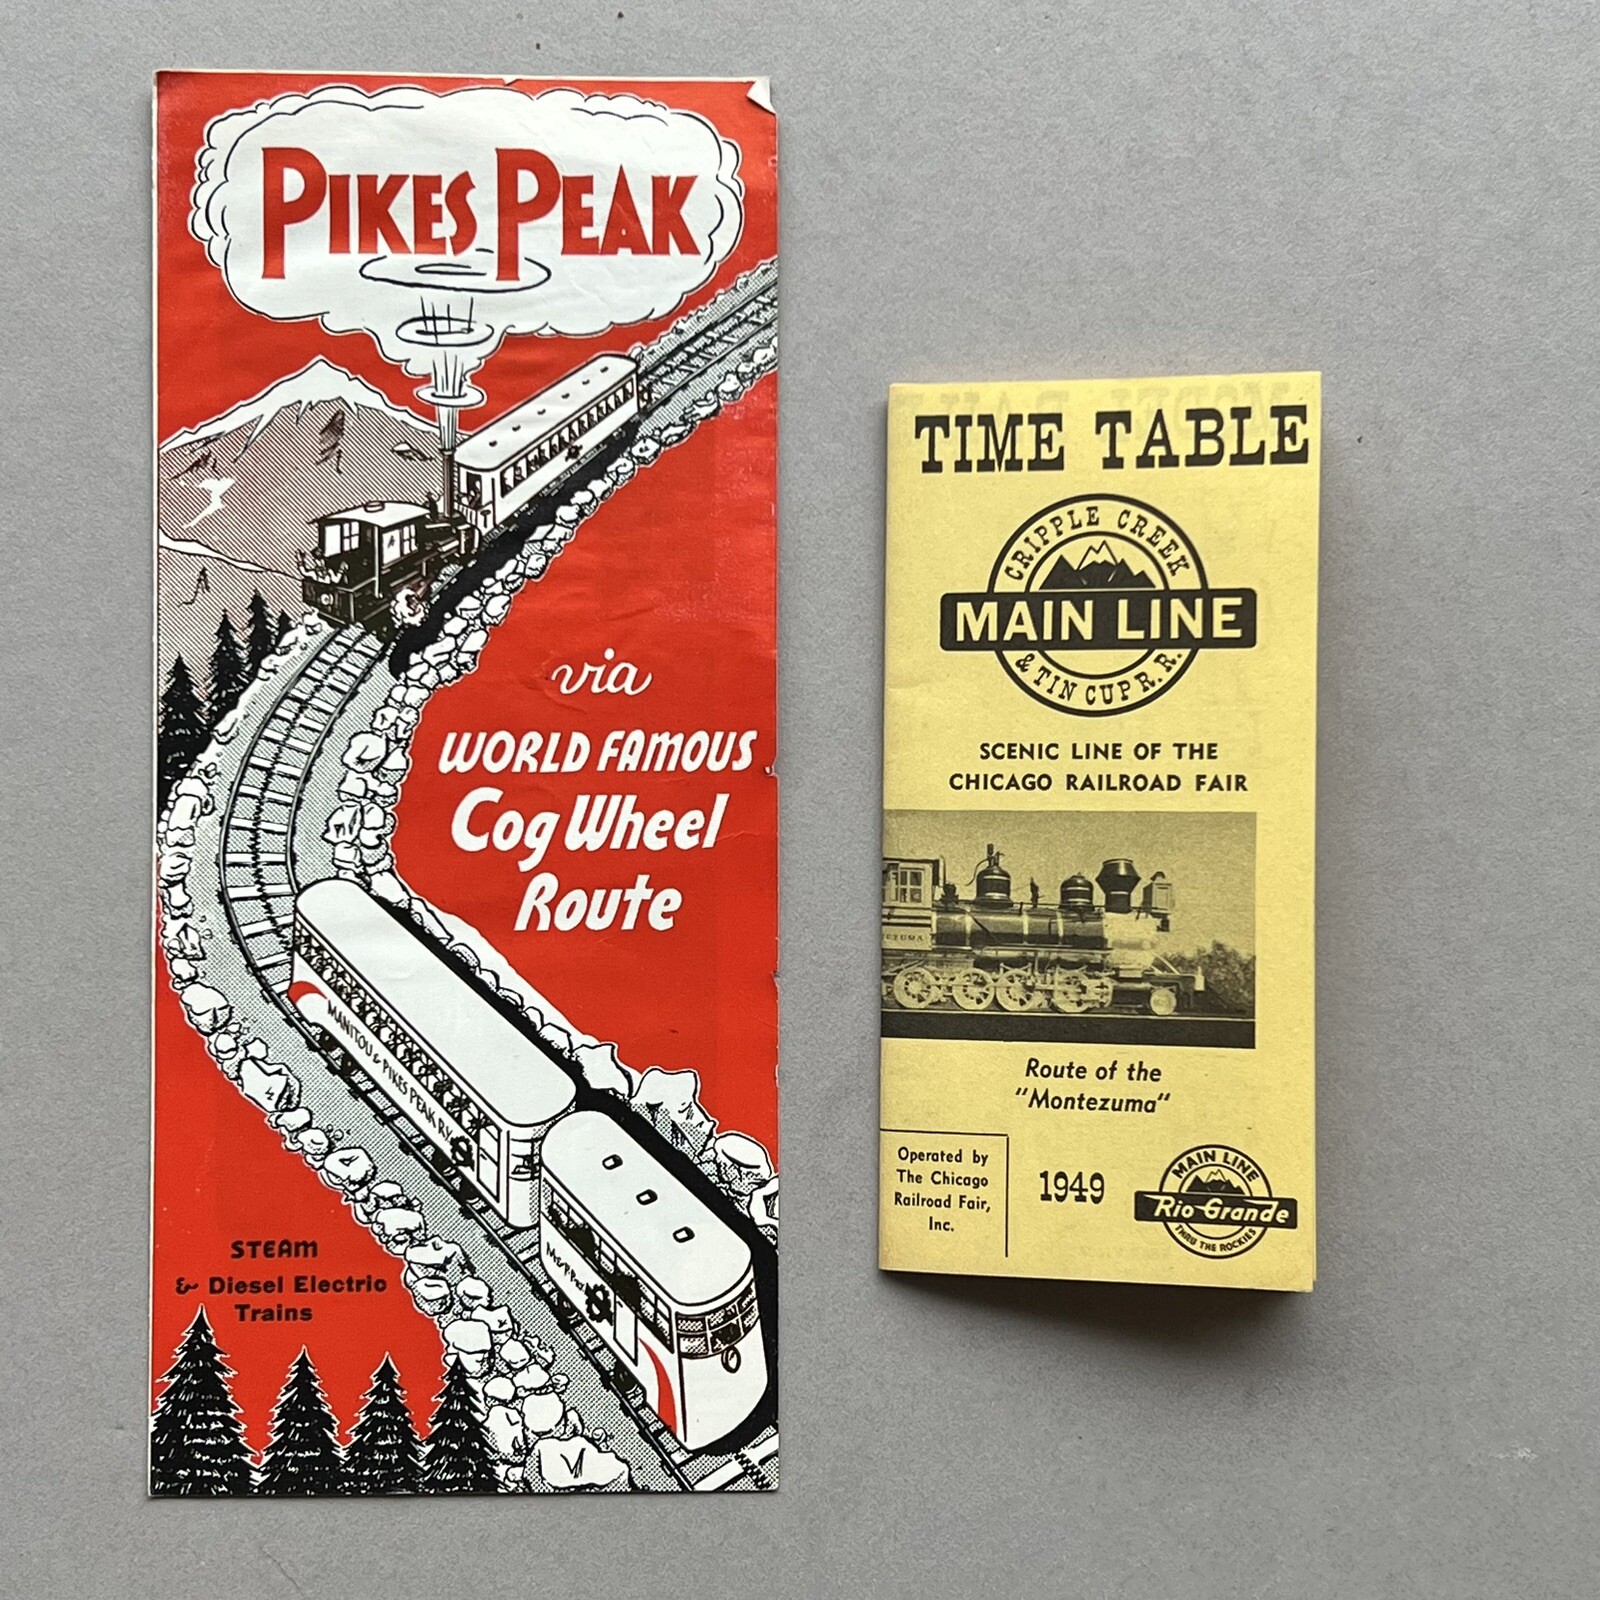 PIKES PEAK
via
WORLD FAMOUS
Cog Wheel
Route
MANITOU & PIKES PEAK RY.
M. & P. P. RY.
STEAM
& Diesel Electric
Trains
TIME TABLE
CRIPPLE CREEK
MAIN LINE
& TIN CUP R. R.
SCENIC LINE OF THE
CHICAGO RAILROAD FAIR
Route of the
"Montezuma"
Operated by
The Chicago
Railroad Fair,
Inc.
1949
MAIN LINE
Rio Grande
THRU THE ROCKIES